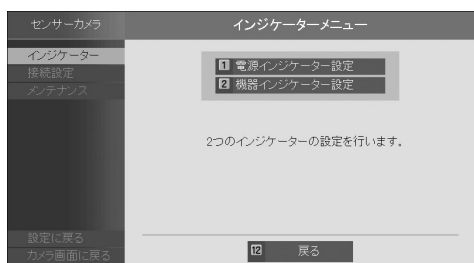 センサーカメラ
インジケーターメニュー
インジケーター
接続設定
メンテナンス
1 電源インジケーター設定
2 機器インジケーター設定
2つのインジケーターの設定を行います。
設定に戻る
カメラ画面に戻る
12 戻る